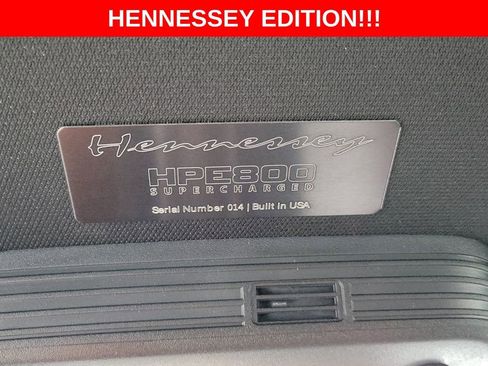 HENNESSEY EDITION!!!
Hennessey
HPE800
SUPERCHARGED
Serial Number 014 | Built in USA